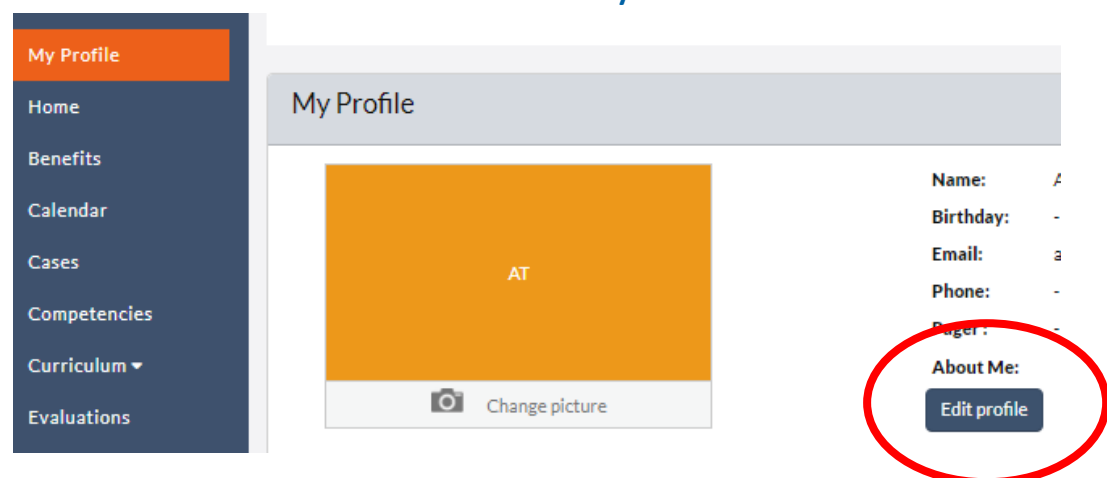 My Profile
Home
Benefits
Calendar
Cases
Competencies
Curriculum
Evaluations
My Profile
AT
Change picture
Name: A
Birthday: -
Email: a
Phone: -
Pager : -
About Me:
Edit profile